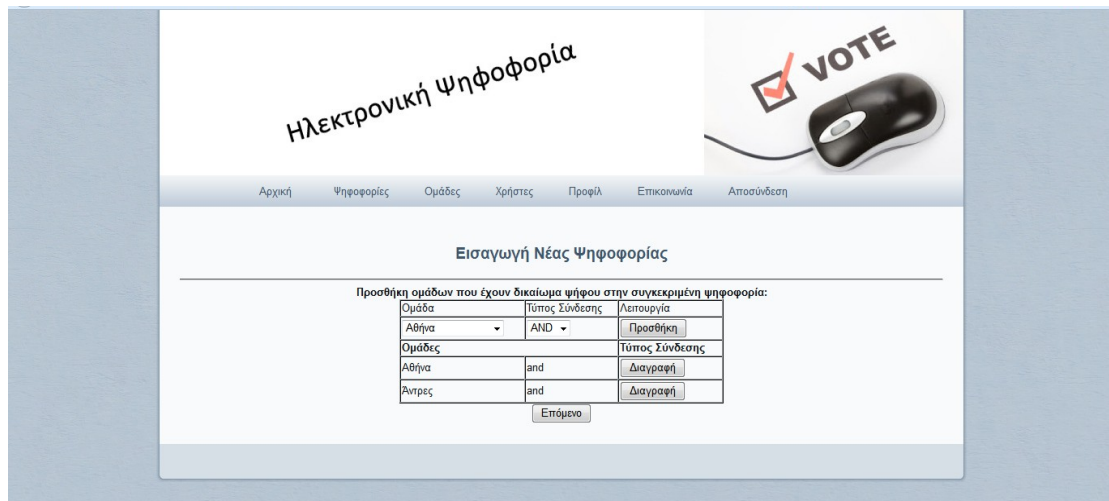 Ηλεκτρονική Ψηφοφορία
VOTE
Αρχική Ψηφοφορίες Ομάδες Χρήστες Προφίλ Επικοινωνία Αποσύνδεση
Εισαγωγή Νέας Ψηφοφορίας
Προσθήκη ομάδων που έχουν δικαίωμα ψήφου στην συγκεκριμένη ψηφοφορία:
Ομάδα Τύπος Σύνδεσης Λειτουργία
Αθήνα AND Προσθήκη
Ομάδες Τύπος Σύνδεσης
Αθήνα and Διαγραφή
Άντρες and Διαγραφή
Επόμενο